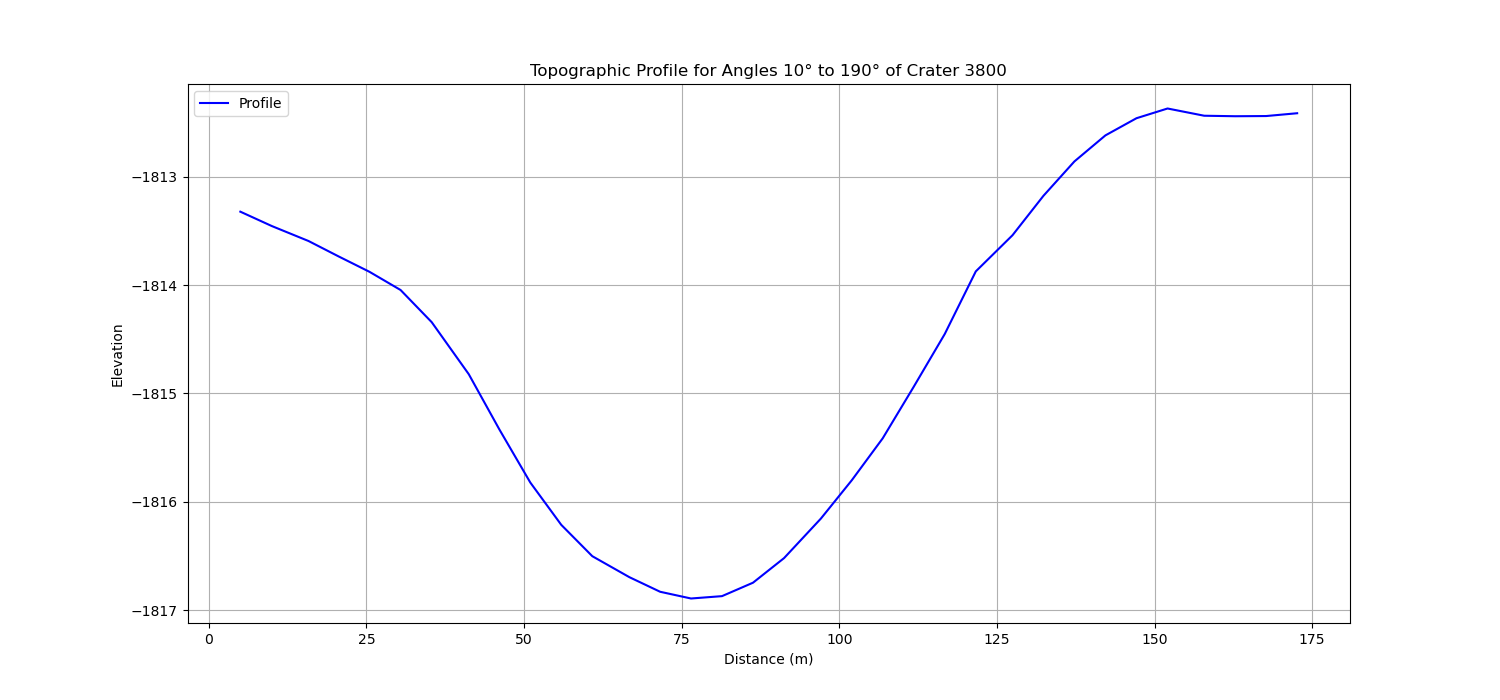 Topographic Profile for Angles 10° to 190° of Crater 3800
Profile
Elevation
−1813
−1814
−1815
−1816
−1817
0 25 50 75 100 125 150 175
Distance (m)